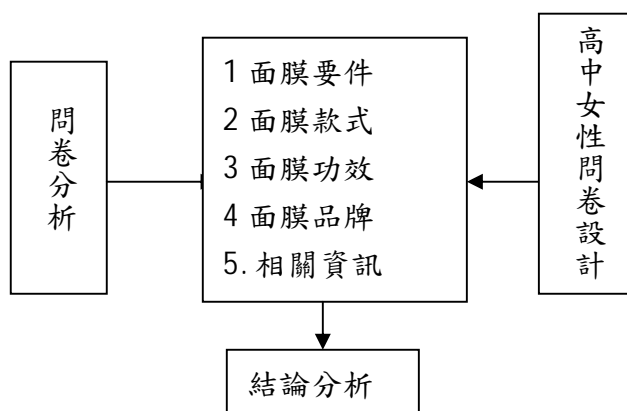 問卷分析
1 面膜要件
2 面膜款式
3 面膜功效
4 面膜品牌
5. 相關資訊
高中女性問卷設計
結論分析